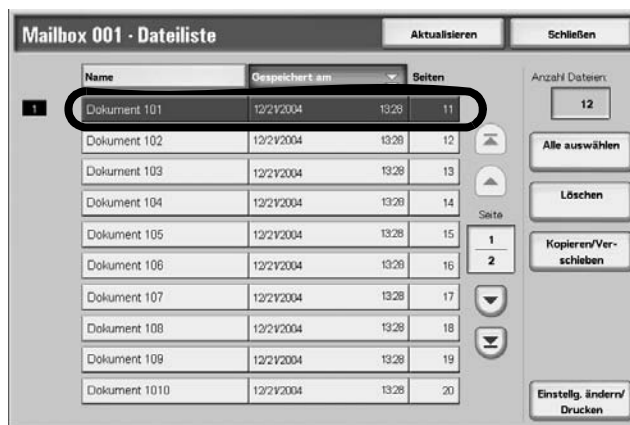 Mailbox 001 - Dateiliste
Aktualisieren
Schließen
Name
Gespeichert am
Seiten
Anzahl Dateien:
12
1
Dokument 101 12/21/2004 13:28 11
Dokument 102 12/21/2004 13:28 12
Dokument 103 12/21/2004 13:28 13
Dokument 104 12/21/2004 13:28 14
Dokument 105 12/21/2004 13:28 15
Dokument 106 12/21/2004 13:28 16
Dokument 107 12/21/2004 13:28 17
Dokument 108 12/21/2004 13:28 18
Dokument 109 12/21/2004 13:28 19
Dokument 1010 12/21/2004 13:28 20
Seite
1
2
Alle auswählen
Löschen
Kopieren/Ver-
schieben
Einstellg. ändern/
Drucken